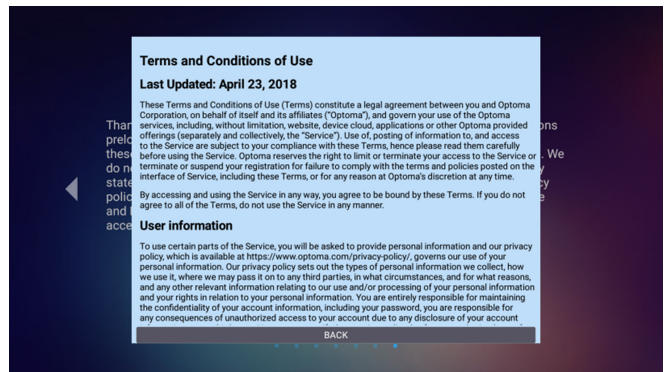 Terms and Conditions of Use
Last Updated: April 23, 2018
These Terms and Conditions of Use (Terms) constitute a legal agreement between you and Optoma
Corporation, on behalf of itself and its affiliates ("Optoma"), and govern your use of the Optoma
services, including, without limitation, website, device cloud, applications or other Optoma provided
offerings (separately and collectively, the "Service"). Use of, posting of information to, and access
to the Service are subject to your compliance with these Terms, hence please read them carefully
before using the Service. Optoma reserves the right to limit or terminate your access to the Service or
terminate or suspend your registration for failure to comply with the terms and policies posted on the
interface of Service, including these Terms, or for any reason at Optoma's discretion at any time.
By accessing and using the Service in any way, you agree to be bound by these Terms. If you do not
agree to all of the Terms, do not use the Service in any manner.
User information
To use certain parts of the Service, you will be asked to provide personal information and our privacy
policy, which is available at https://www.optoma.com/privacy-policy/, governs our use of your
personal information. Our privacy policy sets out the types of personal information we collect, how
we use it, where we may pass it on to any third parties, in what circumstances, and for what reasons,
and any other relevant information relating to our use and/or processing of your personal information
and your rights in relation to your personal information. You are entirely responsible for maintaining
the confidentiality of your account information, including your password, you are responsible for
any consequences of unauthorized access to your account due to any disclosure of your account
BACK
We
do